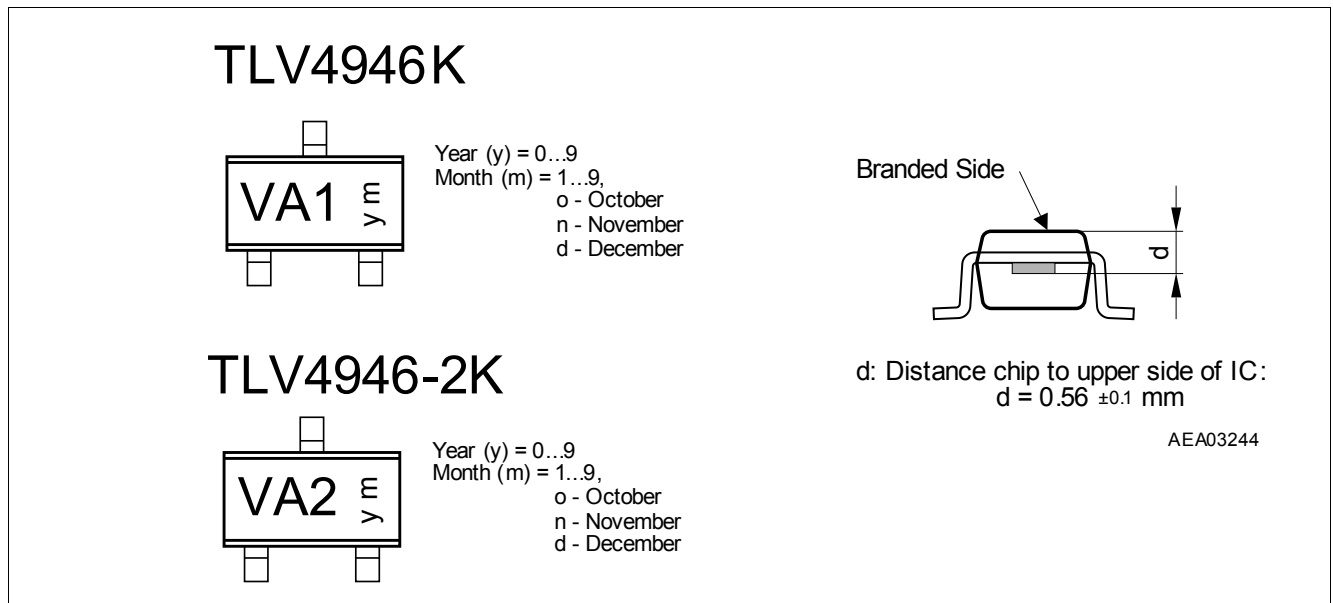 TLV4946K
VA1
y m
Year (y) = 0...9
Month (m) = 1...9,
o - October
n - November
d - December
TLV4946-2K
VA2
y m
Year (y) = 0...9
Month (m) = 1...9,
o - October
n - November
d - December
Branded Side
d
d: Distance chip to upper side of IC:
d = 0.56 ±0.1 mm
AEA03244